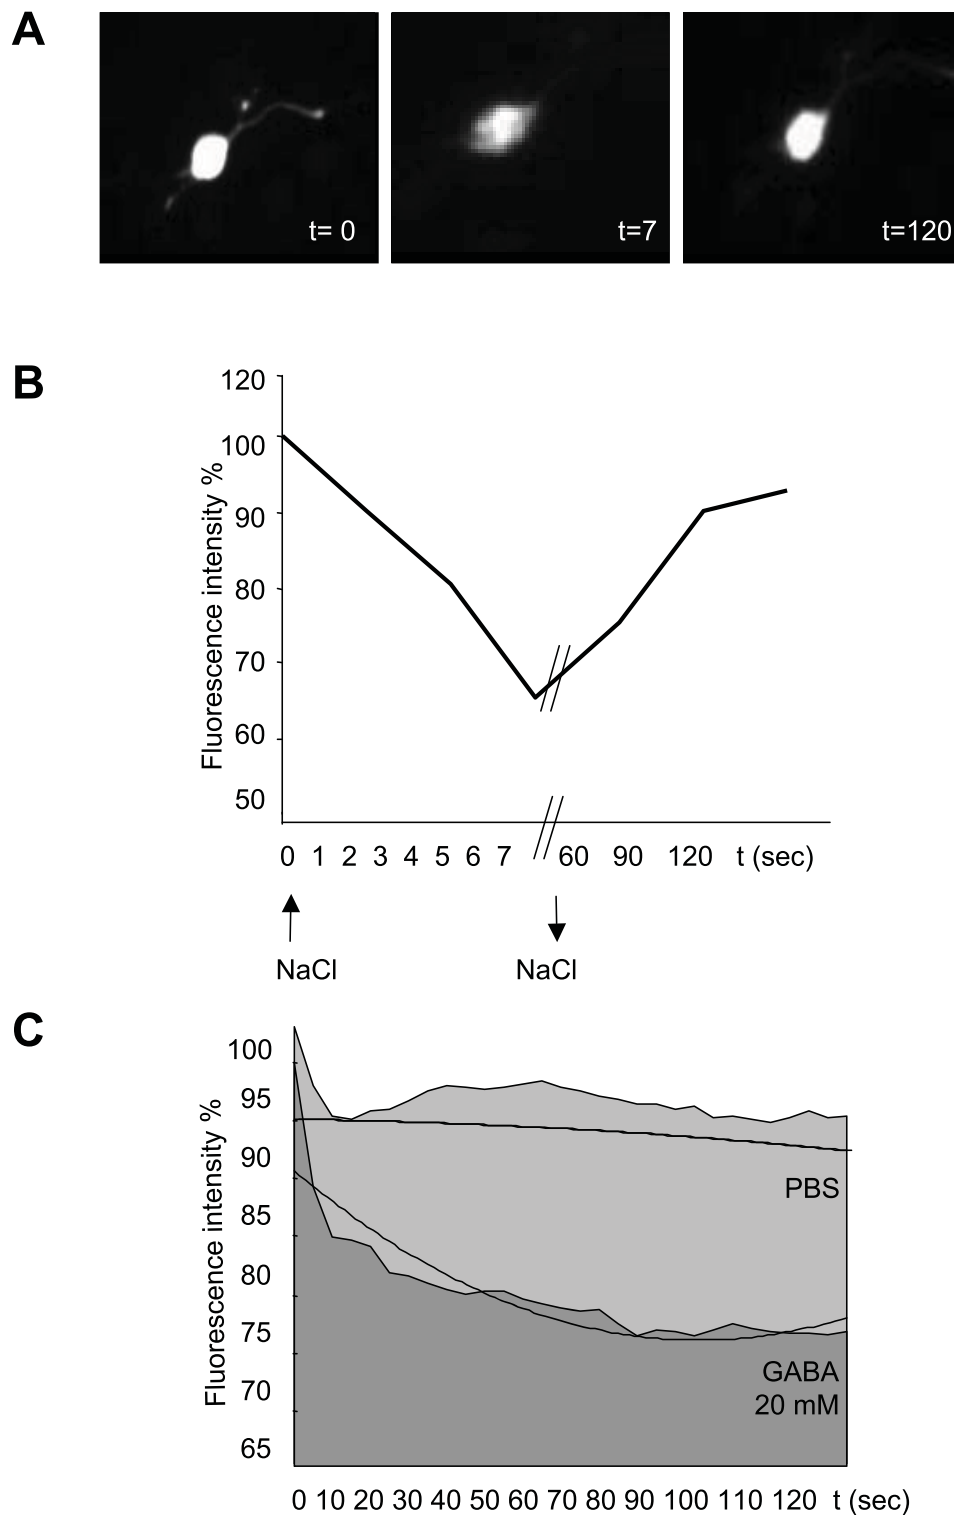 A
t= 0
t=7
t=120
B
Fluorescence intensity %
120
100
90
80
70
60
50
0 1 2 3 4 5 6 7 60 90 120 t (sec)
NaCl NaCl
C
Fluorescence intensity %
100
95
90
85
80
75
70
65
PBS
GABA
20 mM
0 10 20 30 40 50 60 70 80 90 100 110 120 t (sec)